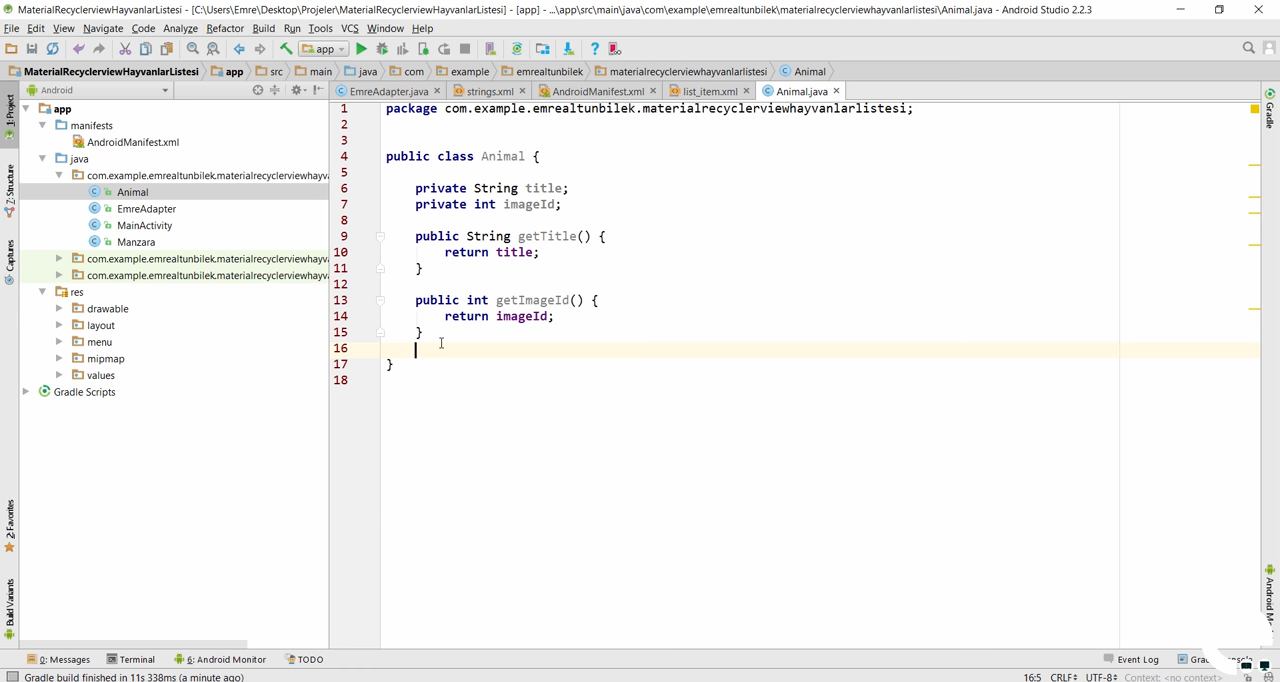 MaterialRecyclerviewHayvanlarListesi - [C:\Users\Emre\Desktop\Projeler\MaterialRecyclerviewHayvanlarListesi] - [app] - ...\app\src\main\java\com\example\emrealtunbilek\materialrecyclerviewhayvanlarlistesi\Animal.java - Android Studio 2.2.3
File Edit View Navigate Code Analyze Refactor Build Run Tools VCS Window Help
app
MaterialRecyclerviewHayvanlarListesi app src main java com example emrealtunbilek materialrecyclerviewhayvanlarlistesi Animal
Android
EmreAdapter.java strings.xml AndroidManifest.xml list_item.xml Animal.java
1: Project
Z: Structure
Captures
2: Favorites
Build Variants
app
manifests
AndroidManifest.xml
java
com.example.emrealtunbilek.materialrecyclerviewhayv
Animal
EmreAdapter
MainActivity
Manzara
com.example.emrealtunbilek.materialrecyclerviewhayv
com.example.emrealtunbilek.materialrecyclerviewhayv
res
drawable
layout
menu
mipmap
values
Gradle Scripts
1 package com.example.emrealtunbilek.materialrecyclerviewhayvanlarlistesi;
2
3
4 public class Animal {
5
6 private String title;
7 private int imageId;
8
9 public String getTitle() {
10 return title;
11 }
12
13 public int getImageId() {
14 return imageId;
15 }
16
17 }
18
Gradle
Android
0: Messages Terminal 6: Android Monitor TODO Event Log
Gradle build finished in 11s 338ms (a minute ago) 16:5 CRLF UTF-8 Context: <no context>